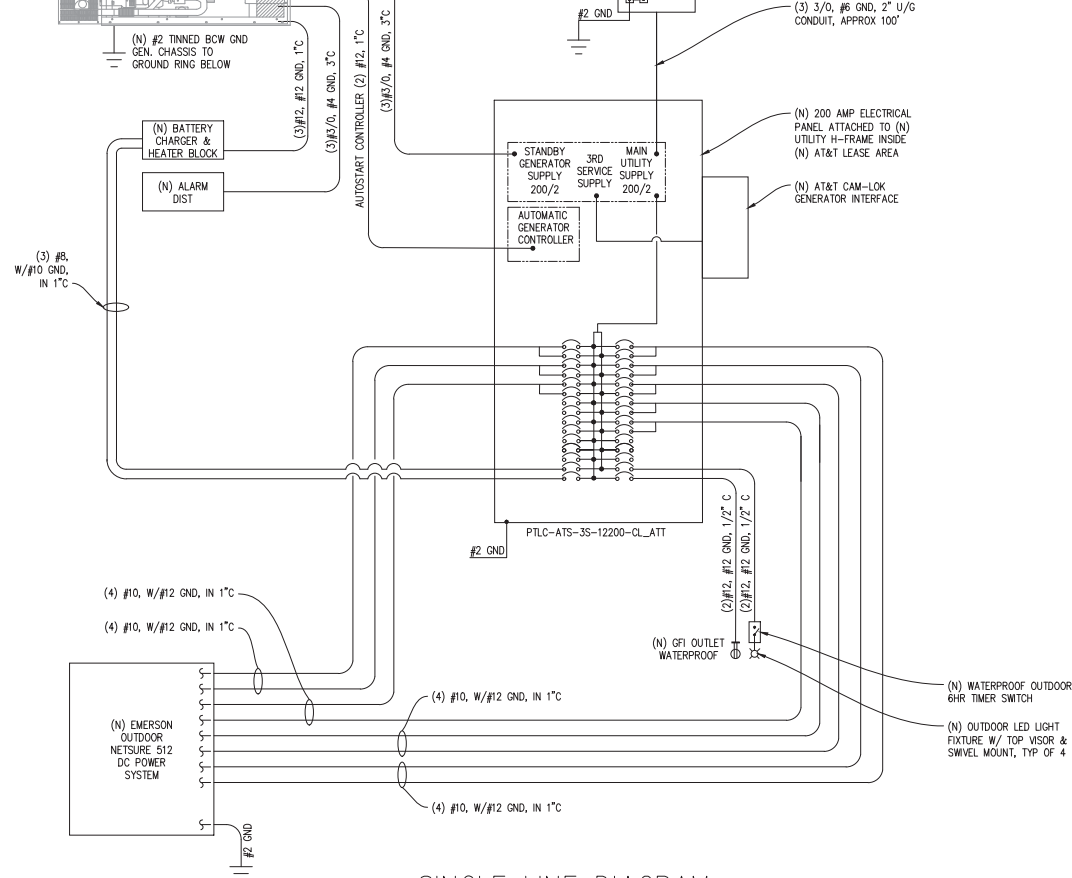 #2 GND
(3) 3/0, #6 GND, 2" U/G
CONDUIT, APPROX 100'
(N) #2 TINNED BCW GND
GEN. CHASSIS TO
GROUND RING BELOW
(3)#12, #12 GND, 1"C
(3)#3/0, #4 GND, 3"C
AUTOSTART CONTROLLER (2) #12, 1"C
(3)#3/0, #4 GND, 3"C
(N) BATTERY
CHARGER &
HEATER BLOCK
(N) ALARM
DIST
STANDBY
GENERATOR
SUPPLY
200/2
3RD
SERVICE
SUPPLY
MAIN
UTILITY
SUPPLY
200/2
AUTOMATIC
GENERATOR
CONTROLLER
(N) 200 AMP ELECTRICAL
PANEL ATTACHED TO (N)
UTILITY H-FRAME INSIDE
(N) AT&T LEASE AREA
(N) AT&T CAM-LOK
GENERATOR INTERFACE
(3) #8,
W/#10 GND,
IN 1"C
PTLC-ATS-3S-12200-CL_ATT
#2 GND
(2)#12, #12 GND, 1/2" C
(2)#12, #12 GND, 1/2" C
(4) #10, W/#12 GND, IN 1"C
(4) #10, W/#12 GND, IN 1"C
(N) GFI OUTLET
WATERPROOF
(N) WATERPROOF OUTDOOR
6HR TIMER SWITCH
(N) OUTDOOR LED LIGHT
FIXTURE W/ TOP VISOR &
SWIVEL MOUNT, TYP OF 4
(4) #10, W/#12 GND, IN 1"C
(N) EMERSON
OUTDOOR
NETSURE 512
DC POWER
SYSTEM
(4) #10, W/#12 GND, IN 1"C
#2 GND
SINGLE LINE DIAGRAM